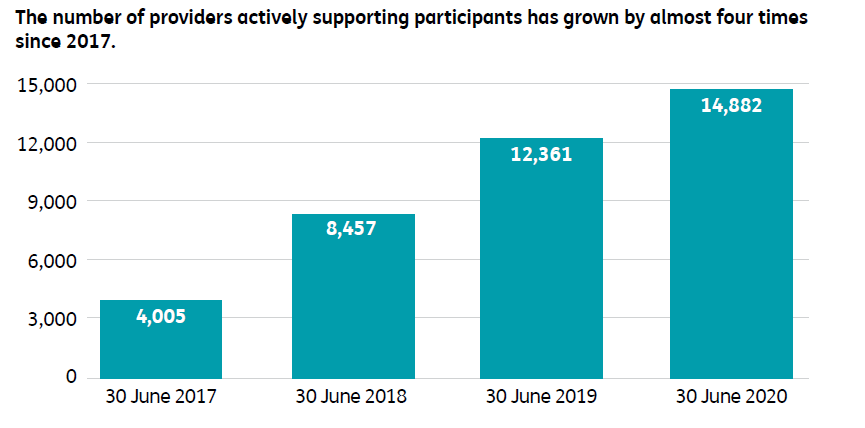 The number of providers actively supporting participants has grown by almost four times
since 2017.
15,000
14,882
12,361
12,000
9,000
8,457
6,000
4,005
3,000
0
30 June 2017
30 June 2018
30 June 2019
30 June 2020